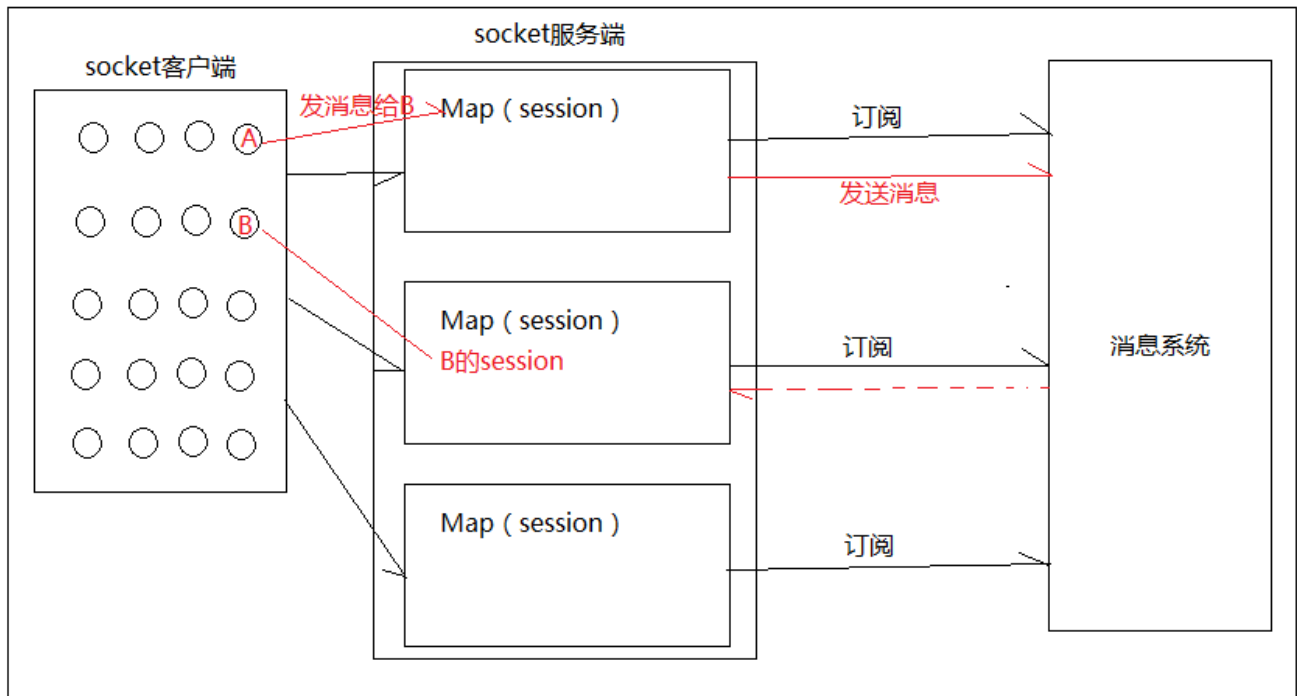 socket服务端
socket客户端
发消息给B
Map（session）
订阅
A
发送消息
B
Map（session）
B的session
订阅
消息系统
Map（session）
订阅